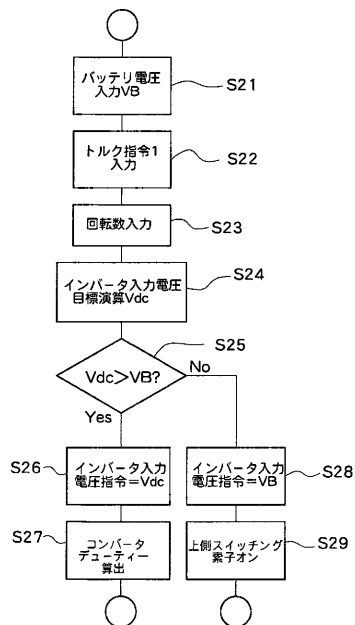 バッテリ電圧
入力VB
S21
トルク指令1
入力
S22
回転数入力
S23
インバータ入力電圧
目標演算Vdc
S24
S25
Vdc＞VB?
No
Yes
S26
インバータ入力
電圧指令=Vdc
インバータ入力
電圧指令=VB
S28
S27
コンバータ
デューティー
算出
上側スイッチング
素子オン
S29